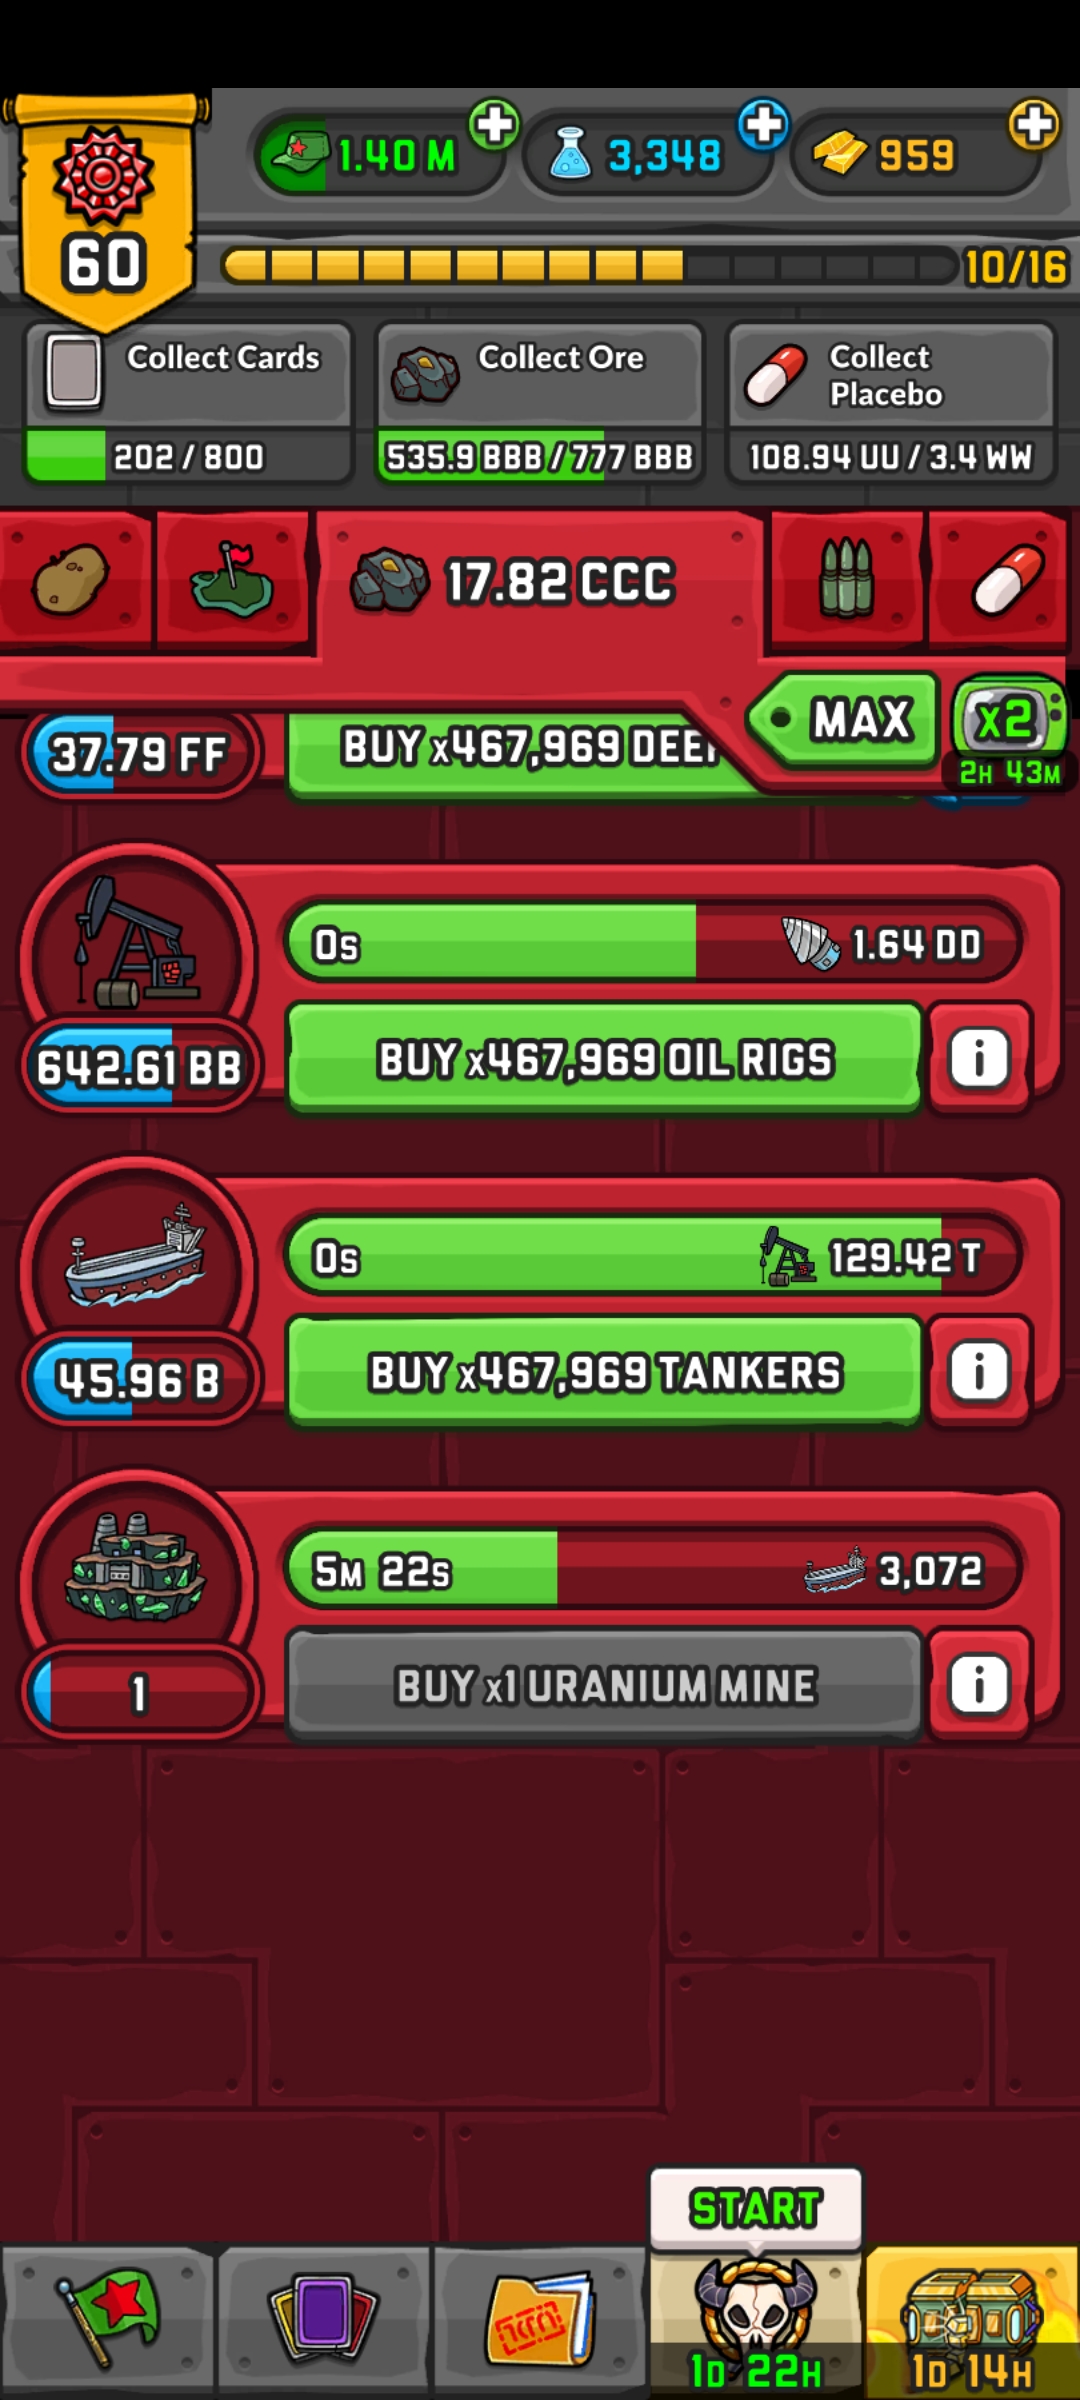 1.40 M
3,348
959
60
10/16
Collect Cards
202 / 800
Collect Ore
535.9 BBB / 777 BBB
Collect
Placebo
108.94 UU / 3.4 WW
17.82 CCC
MAX
x2
2H 43M
37.79 FF
BUY x467,969
0s
1.64 DD
642.61 BB
BUY x467,969 OIL RIGS
i
0s
129.42 T
45.96 B
BUY x467,969 TANKERS
i
5M 22s
3,072
1
BUY x1 URANIUM MINE
i
START
1D 22H
1D 14H